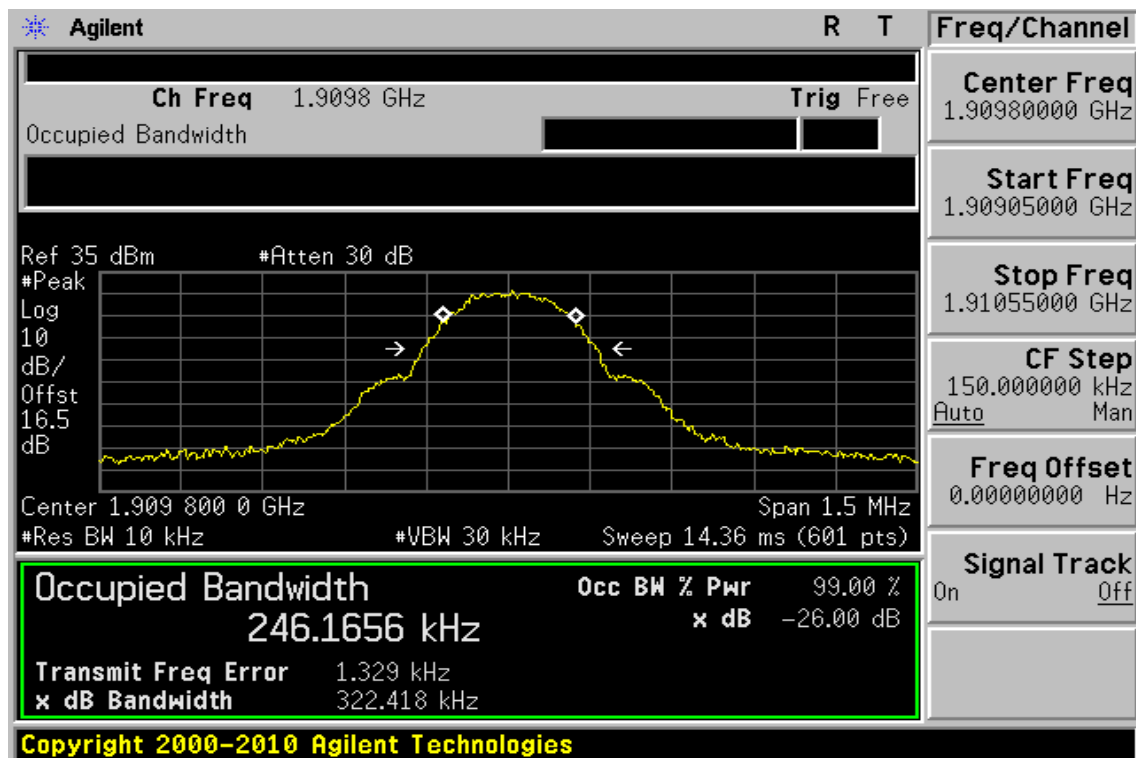 Agilent R T
Ch Freq 1.9098 GHz Trig Free
Occupied Bandwidth
Ref 35 dBm #Atten 30 dB
#Peak
Log
10
dB/
Offst
16.5
dB
Center 1.909 800 0 GHz Span 1.5 MHz
#Res BW 10 kHz #VBW 30 kHz Sweep 14.36 ms (601 pts)
Occupied Bandwidth Occ BW % Pwr 99.00 %
246.1656 kHz x dB -26.00 dB
Transmit Freq Error 1.329 kHz
x dB Bandwidth 322.418 kHz
Copyright 2000-2010 Agilent Technologies
Freq/Channel
Center Freq
1.90980000 GHz
Start Freq
1.90905000 GHz
Stop Freq
1.91055000 GHz
CF Step
150.000000 kHz
Auto Man
Freq Offset
0.00000000 Hz
Signal Track
On Off